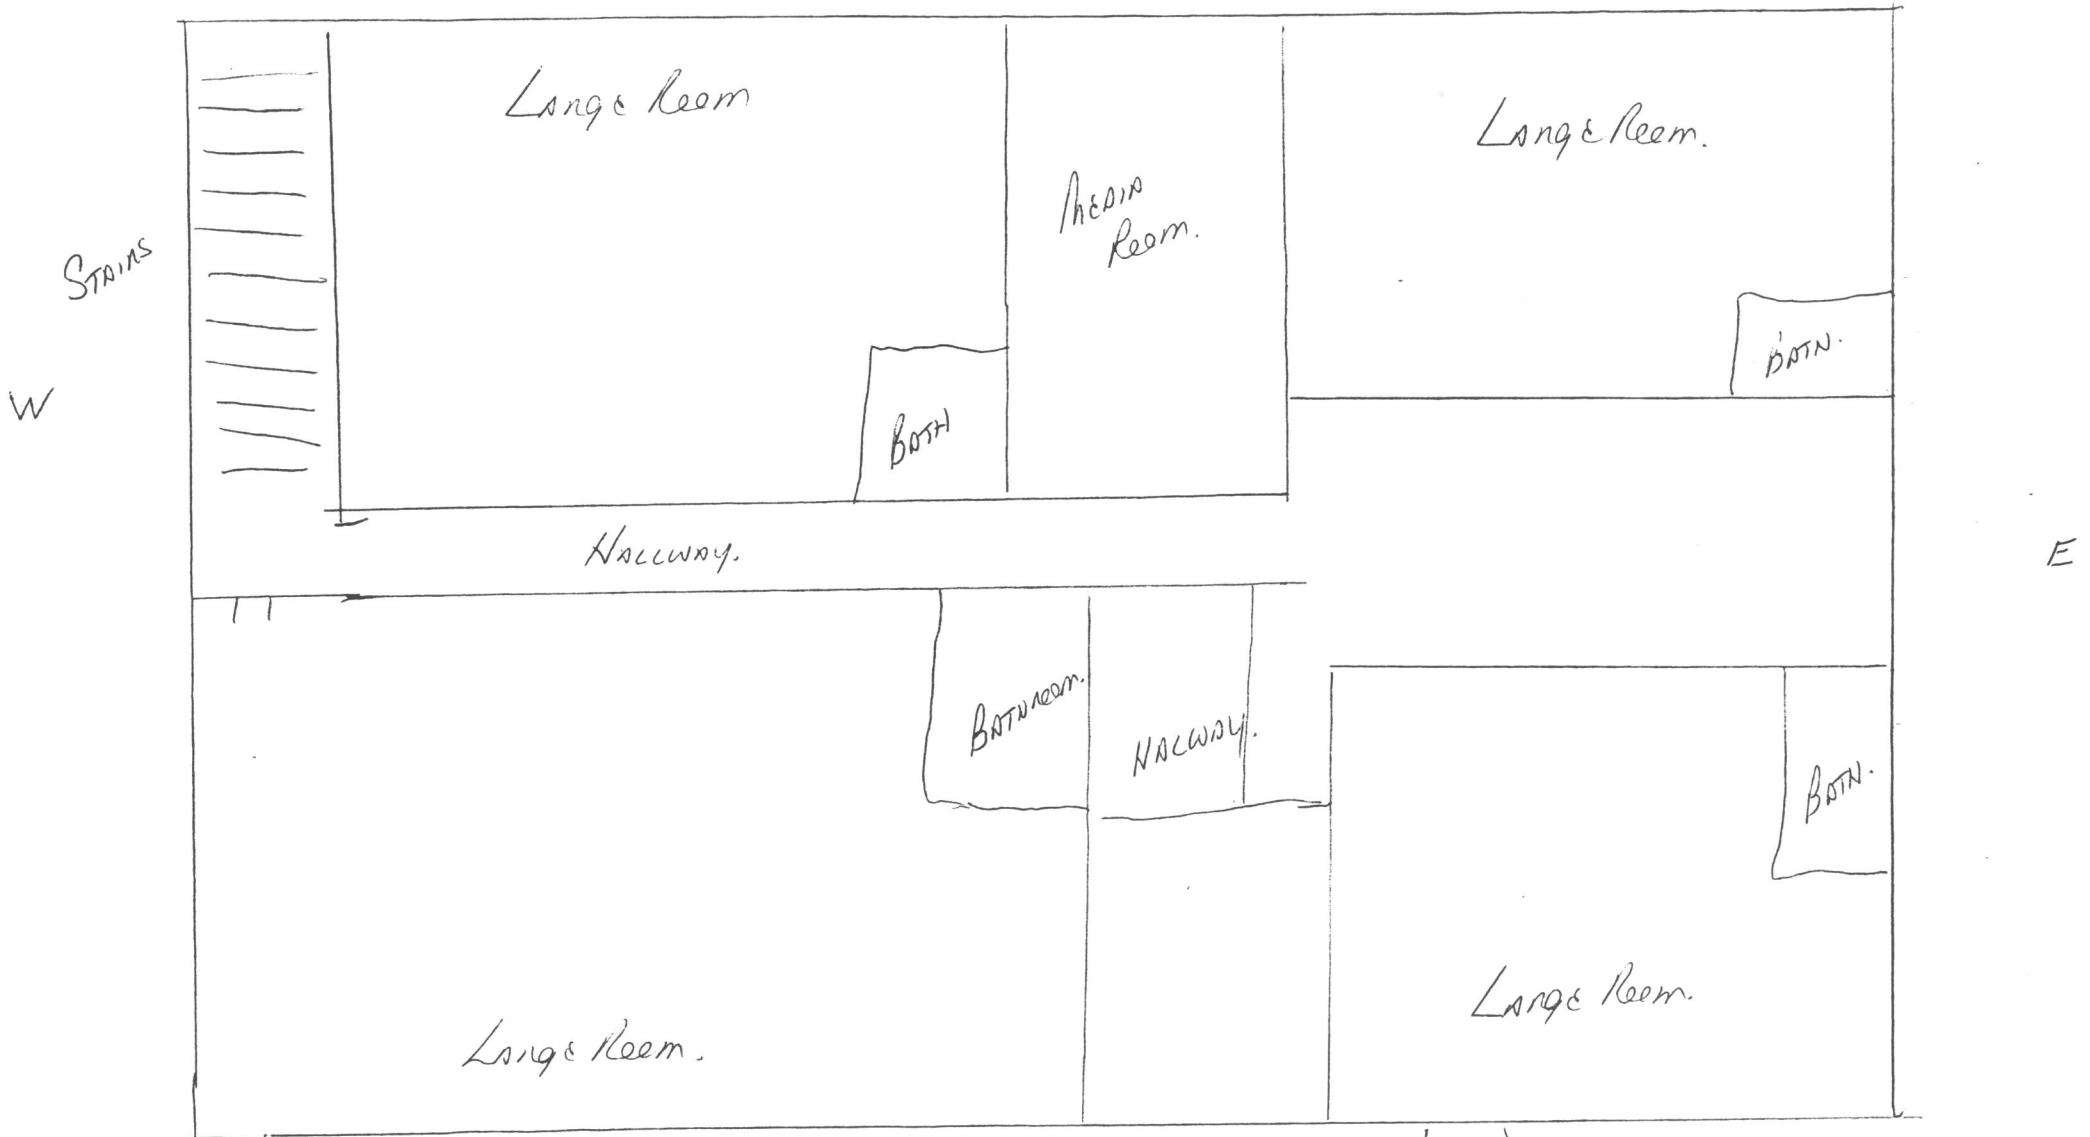 Large Room
Large Room.
Media
Room.
Stairs
Bath.
W
Bath
Hallway.
E
Bathroom.
Hallway.
Bath.
Large Room.
Large Room.